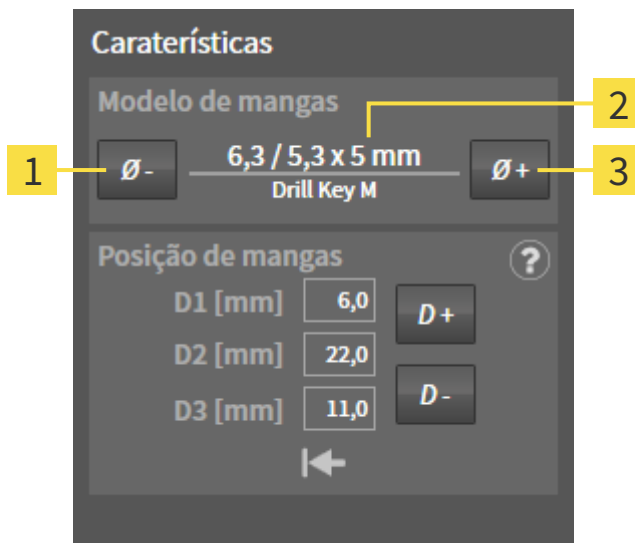 Caraterísticas
Modelo de mangas
2
1
Ø -
6,3 / 5,3 x 5 mm
Drill Key M
Ø +
3
Posição de mangas
?
D1 [mm] 6,0
D +
D2 [mm] 22,0
D -
D3 [mm] 11,0